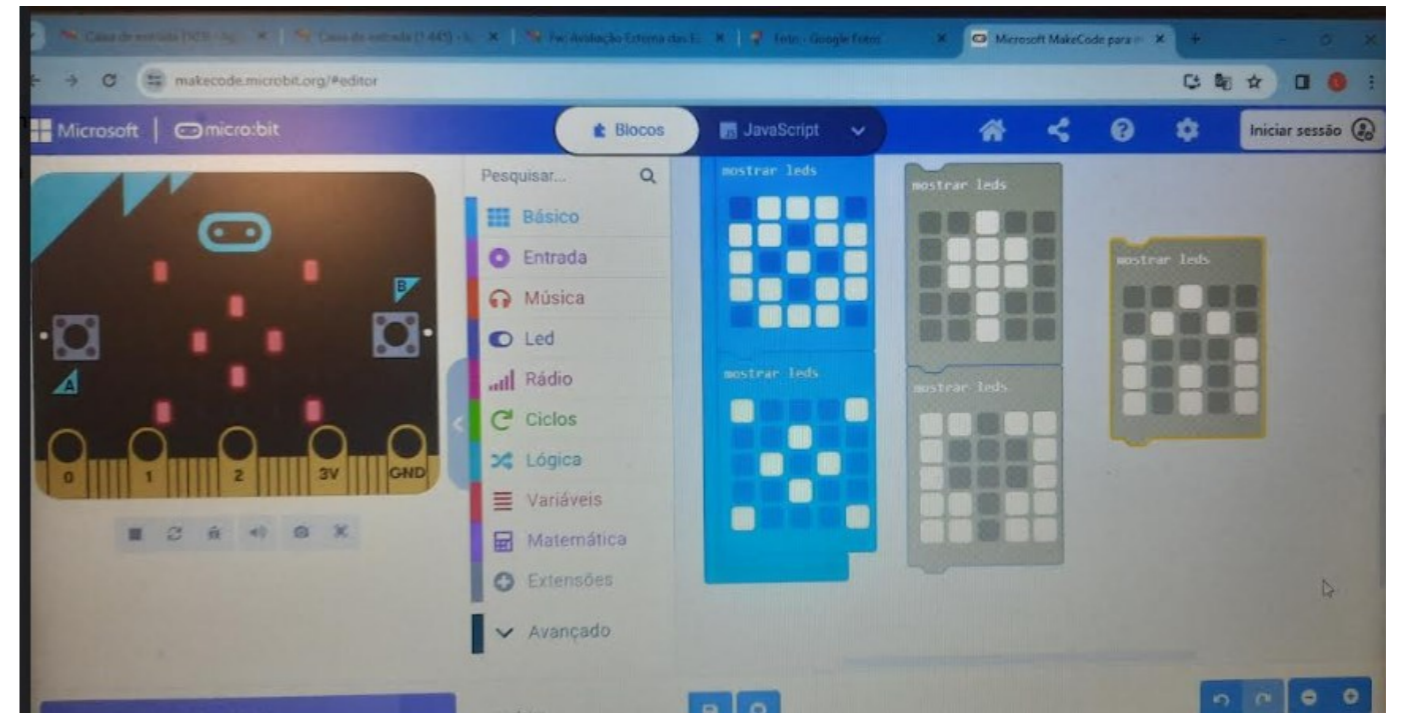 Microsoft MakeCode para
makecode.microbit.org/#editor
Microsoft
micro:bit
Blocos
JavaScript
Iniciar sessão
Pesquisar...
Básico
Entrada
Música
Led
Rádio
Ciclos
Lógica
Variáveis
Matemática
Extensões
Avançado
mostrar leds
mostrar leds
mostrar leds
mostrar leds
mostrar leds
A
B
0
1
2
3V
GND